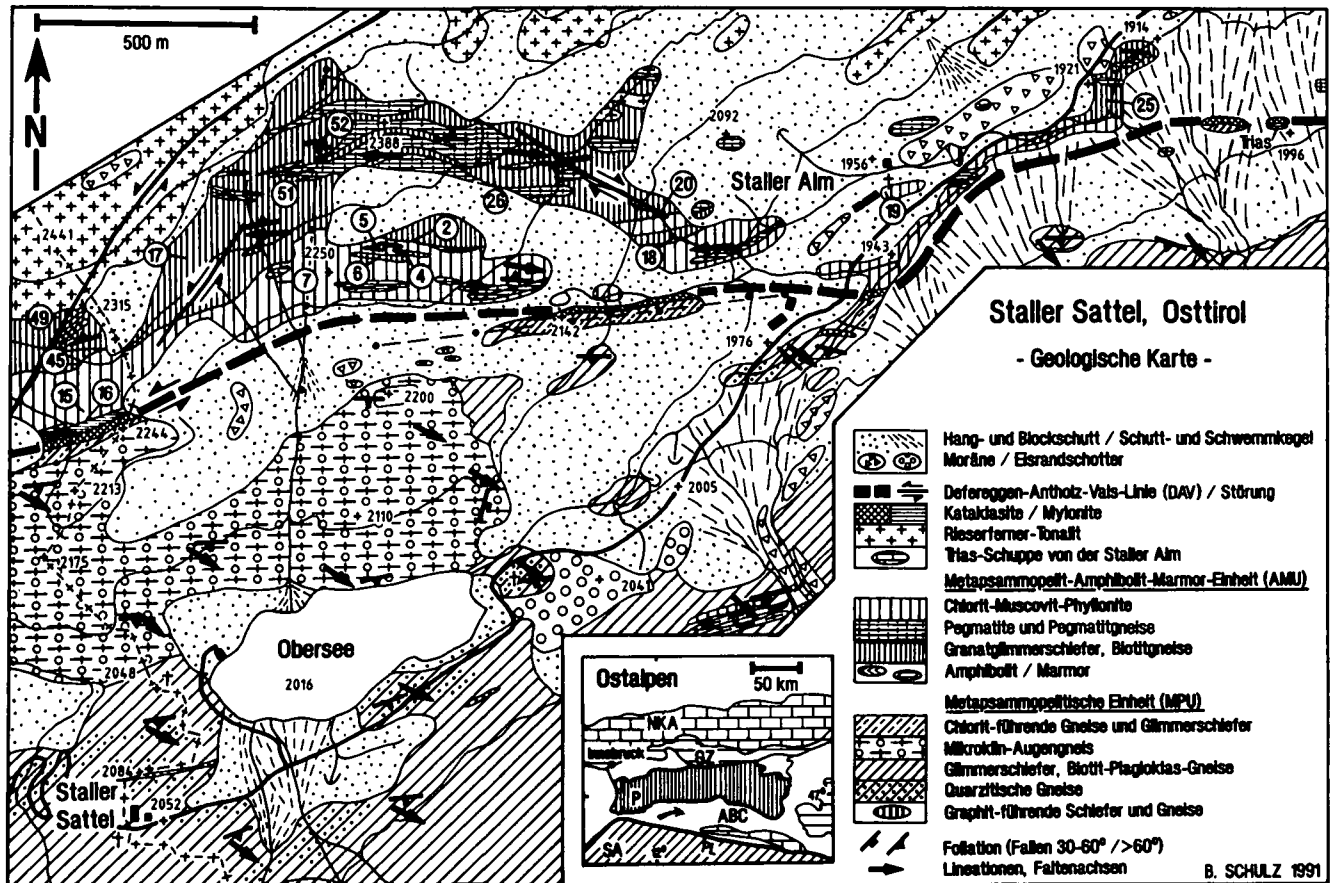 500 m
N
1914
1921
25
52
2388
2092
Trias
1996
1956
Staller Alm
51
20
26
19
5
2
2441
17
2250
18
1943
7
6
4
2315
49
2142
45
1976
15
16
2200
2244
2213
2005
2110
2175
2041
Obersee
2016
2048
2084
Staller
Sattel
2052
Staller Sattel, Osttirol
- Geologische Karte -
Hang- und Blockschutt / Schutt- und Schwemmkegel
Moräne / Eisrandschotter
Defereggen-Antholz-Vals-Linie (DAV) / Störung
Kataklasite / Mylonite
Rieserferner-Tonalit
Trias-Schuppe von der Staller Alm
Metapsammopelit-Amphibolit-Marmor-Einheit (AMU)
Chlorit-Muscovit-Phyllonite
Pegmatite und Pegmatitgneise
Granatglimmerschiefer, Biotitgneise
Amphibolit / Marmor
Metapsammopelitische Einheit (MPU)
Chlorit-führende Gneise und Glimmerschiefer
Mikroklin-Augengneis
Glimmerschiefer, Biotit-Plagioklas-Gneise
Quarzitische Gneise
Graphit-führende Schiefer und Gneise
Foliation (Fallen 30-60° / >60°)
Lineationen, Faltenachsen
B. SCHULZ 1991
Ostalpen
50 km
NKA
Innsbruck
P
ABC
SA
PL